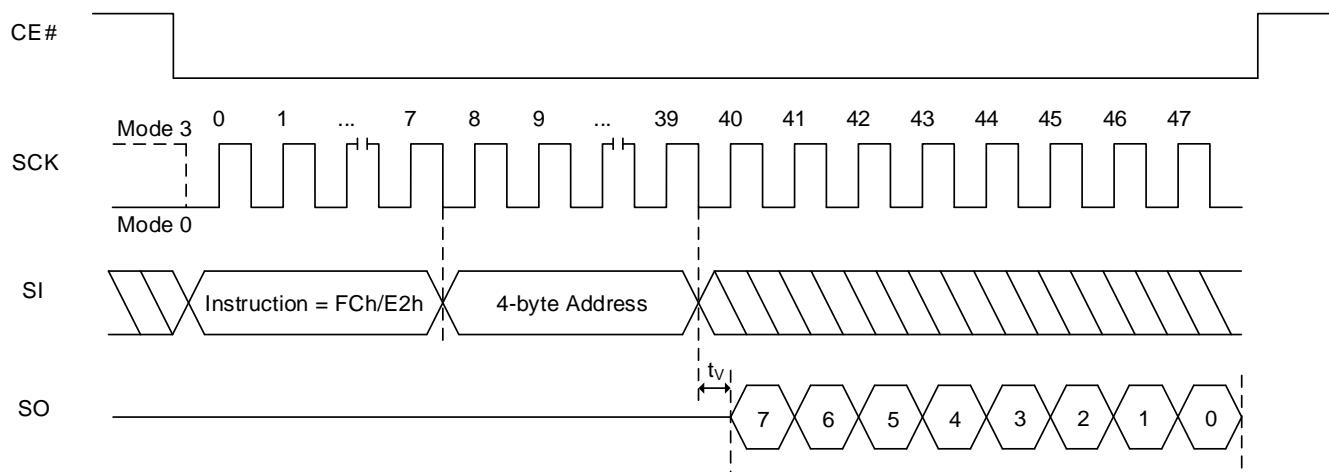 CE#
0 1 ... 7 8 9 ... 39 40 41 42 43 44 45 46 47
Mode 3
SCK
Mode 0
SI
Instruction = FCh/E2h
4-byte Address
tV
SO
7 6 5 4 3 2 1 0